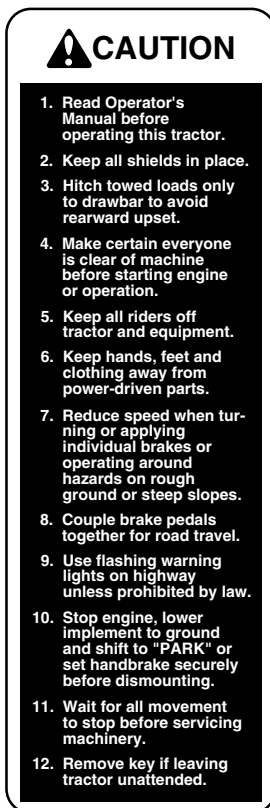 CAUTION
1. Read Operator's
Manual before
operating this tractor.
2. Keep all shields in place.
3. Hitch towed loads only
to drawbar to avoid
rearward upset.
4. Make certain everyone
is clear of machine
before starting engine
or operation.
5. Keep all riders off
tractor and equipment.
6. Keep hands, feet and
clothing away from
power-driven parts.
7. Reduce speed when tur-
ning or applying
individual brakes or
operating around
hazards on rough
ground or steep slopes.
8. Couple brake pedals
together for road travel.
9. Use flashing warning
lights on highway
unless prohibited by law.
10. Stop engine, lower
implement to ground
and shift to "PARK" or
set handbrake securely
before dismounting.
11. Wait for all movement
to stop before servicing
machinery.
12. Remove key if leaving
tractor unattended.